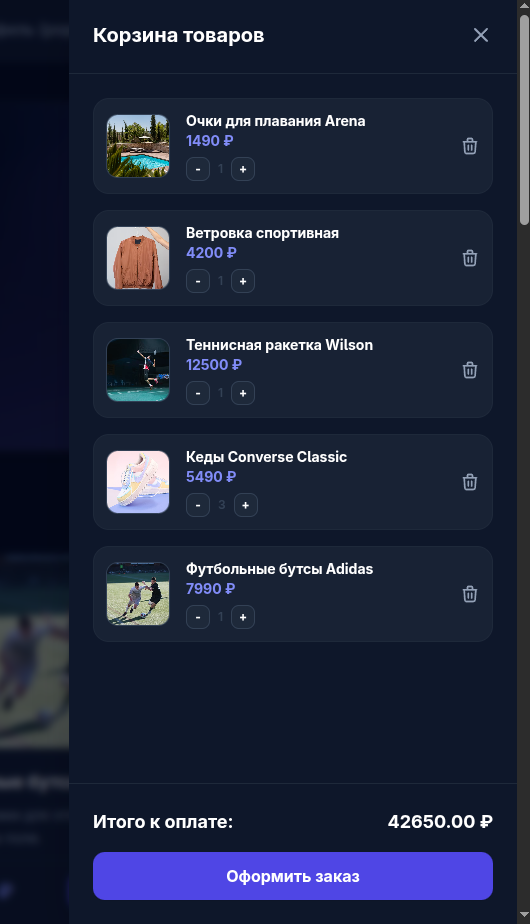 Корзина товаров
Очки для плавания Arena
1490 ₽
- 1 +
Ветровка спортивная
4200 ₽
- 1 +
Теннисная ракетка Wilson
12500 ₽
- 1 +
Кеды Converse Classic
5490 ₽
- 3 +
Футбольные бутсы Adidas
7990 ₽
- 1 +
Итого к оплате: 42650.00 ₽
Оформить заказ